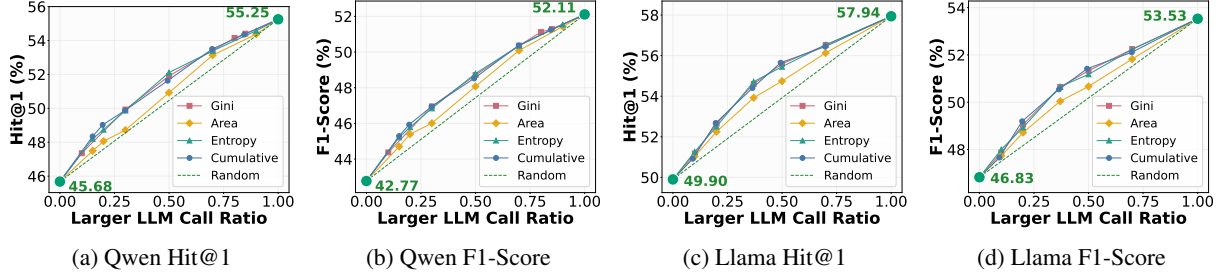 56
54
52
50
48
46
Hit@1 (%)
55.25
45.68
Gini
Area
Entropy
Cumulative
Random
0.00 0.25 0.50 0.75 1.00
Larger LLM Call Ratio
(a) Qwen Hit@1
52
50
48
46
44
F1-Score (%)
52.11
42.77
Gini
Area
Entropy
Cumulative
Random
0.00 0.25 0.50 0.75 1.00
Larger LLM Call Ratio
(b) Qwen F1-Score
58
56
54
52
50
Hit@1 (%)
57.94
49.90
Gini
Area
Entropy
Cumulative
Random
0.00 0.25 0.50 0.75 1.00
Larger LLM Call Ratio
(c) Llama Hit@1
54
52
50
48
F1-Score (%)
53.53
46.83
Gini
Area
Entropy
Cumulative
Random
0.00 0.25 0.50 0.75 1.00
Larger LLM Call Ratio
(d) Llama F1-Score